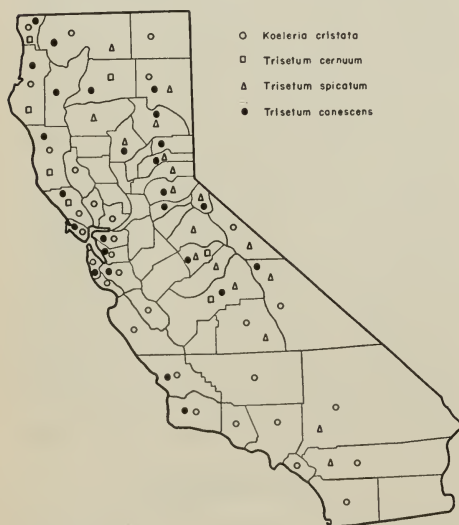 Koeleria cristata
Trisetum cernuum
Trisetum spicatum
Trisetum canescens